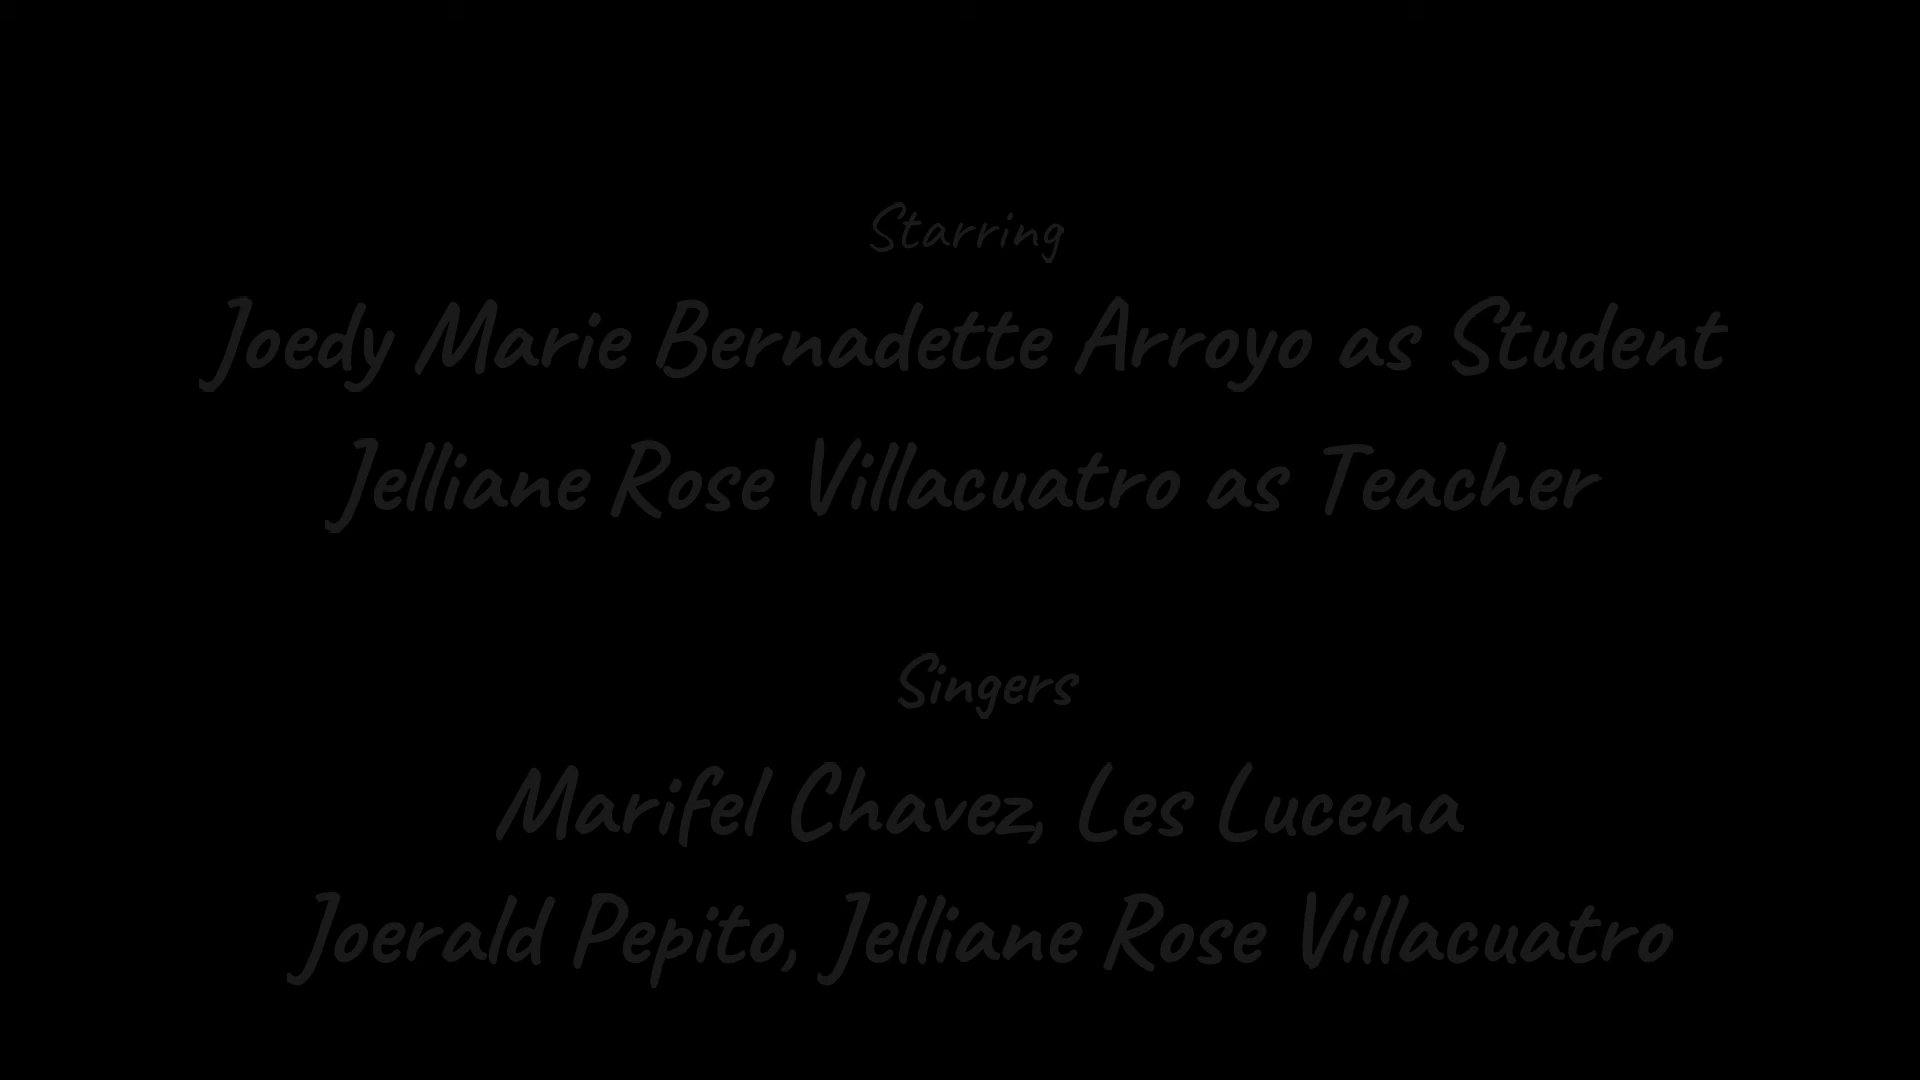 Starring
Joedy Marie Bernadette Arroyo as Student
Jelliane Rose Villacuatro as Teacher
Singers
Marifel Chavez, Les Lucena
Joerald Pepito, Jelliane Rose Villacuatro